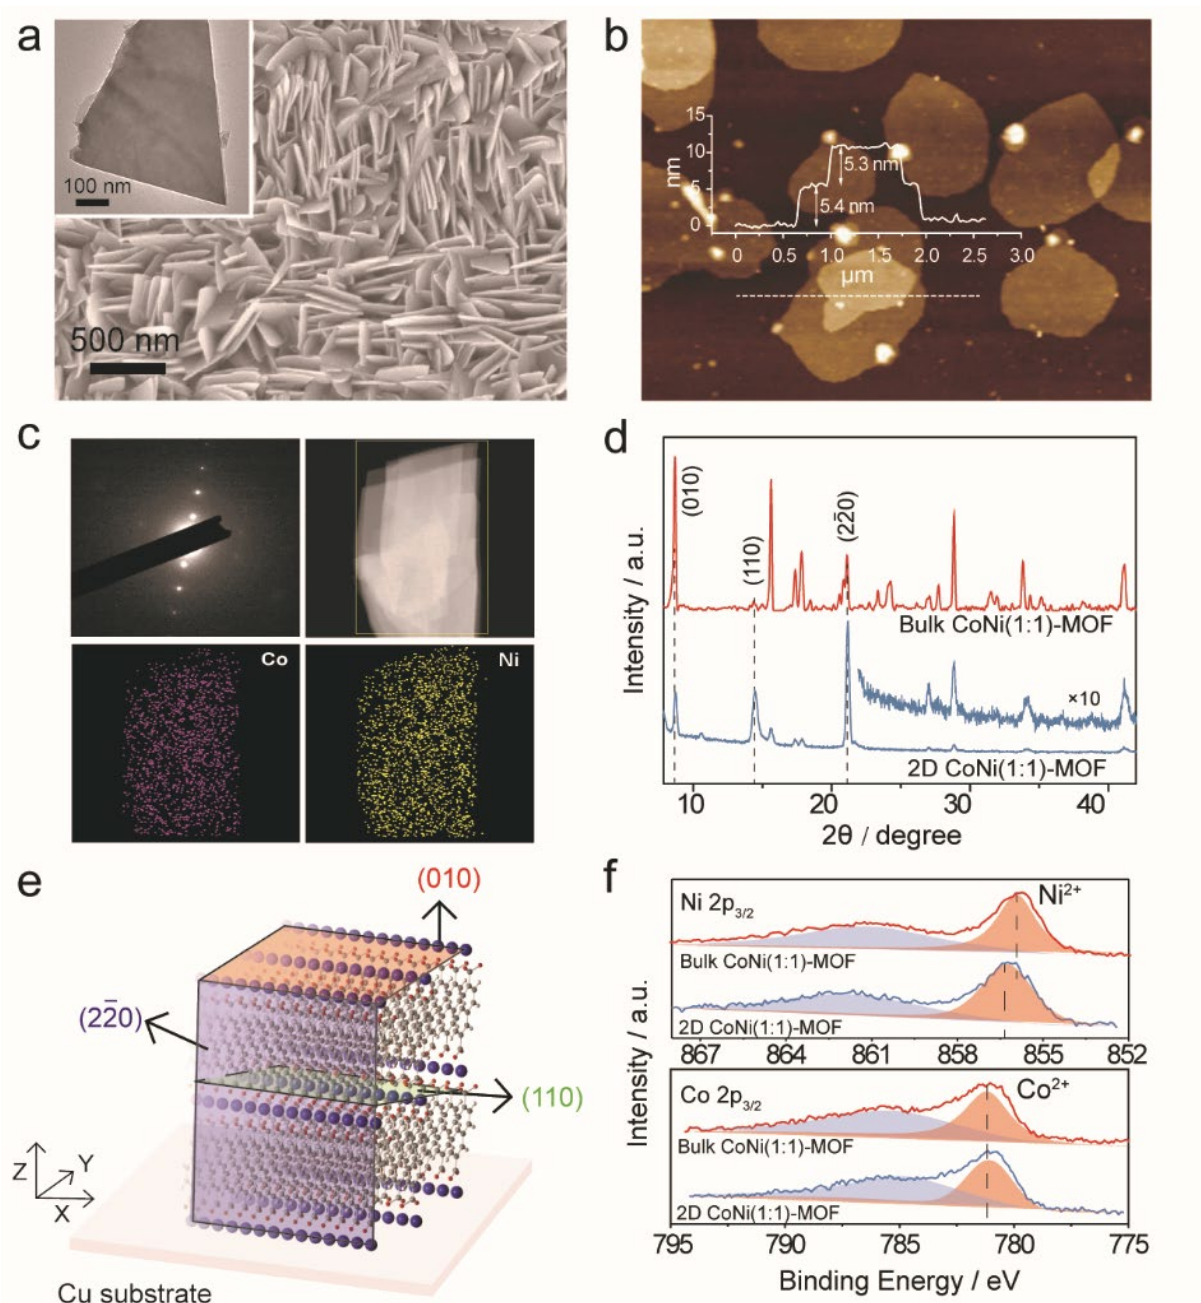 a
100 nm
500 nm
b
15
10
5
0
nm
5.3 nm
5.4 nm
0 0.5 1.0 1.5 2.0 2.5 3.0
μm
c
Co
Ni
d
Intensity / a.u.
(010)
(110)
(22̅0)
Bulk CoNi(1:1)-MOF
×10
2D CoNi(1:1)-MOF
10 20 30 40
2θ / degree
e
(010)
(22̅0)
(110)
Z
Y
X
Cu substrate
f
Intensity / a.u.
Ni 2p3/2
Ni2+
Bulk CoNi(1:1)-MOF
2D CoNi(1:1)-MOF
867 864 861 858 855 852
Co 2p3/2
Co2+
Bulk CoNi(1:1)-MOF
2D CoNi(1:1)-MOF
795 790 785 780 775
Binding Energy / eV